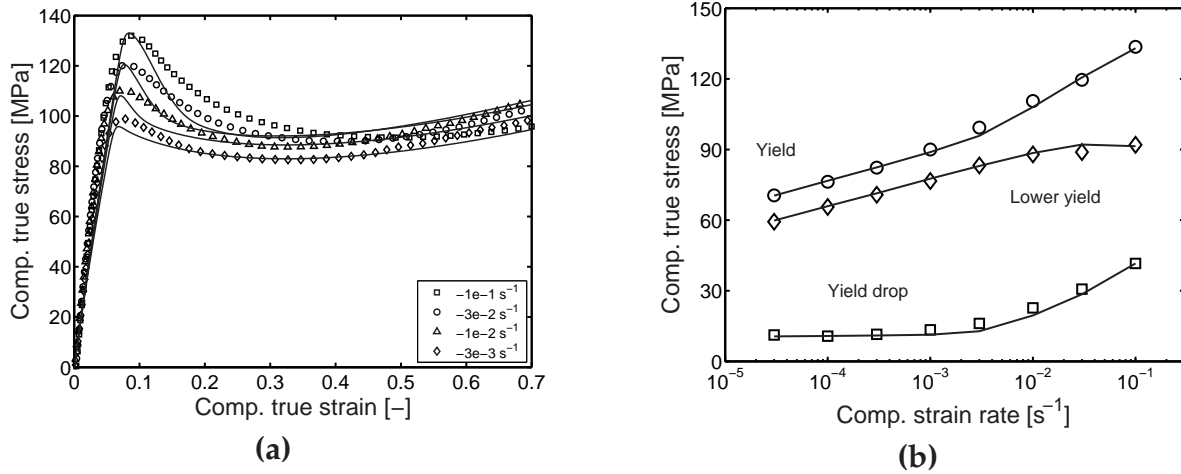 140
120
100
80
60
40
20
0
Comp. true stress [MPa]
0 0.1 0.2 0.3 0.4 0.5 0.6 0.7
Comp. true strain [−]
−1e−1 s⁻¹
−3e−2 s⁻¹
−1e−2 s⁻¹
−3e−3 s⁻¹
(a)
150
120
90
60
30
0
Comp. true stress [MPa]
Yield
Lower yield
Yield drop
10⁻⁵ 10⁻⁴ 10⁻³ 10⁻² 10⁻¹
Comp. strain rate [s⁻¹]
(b)